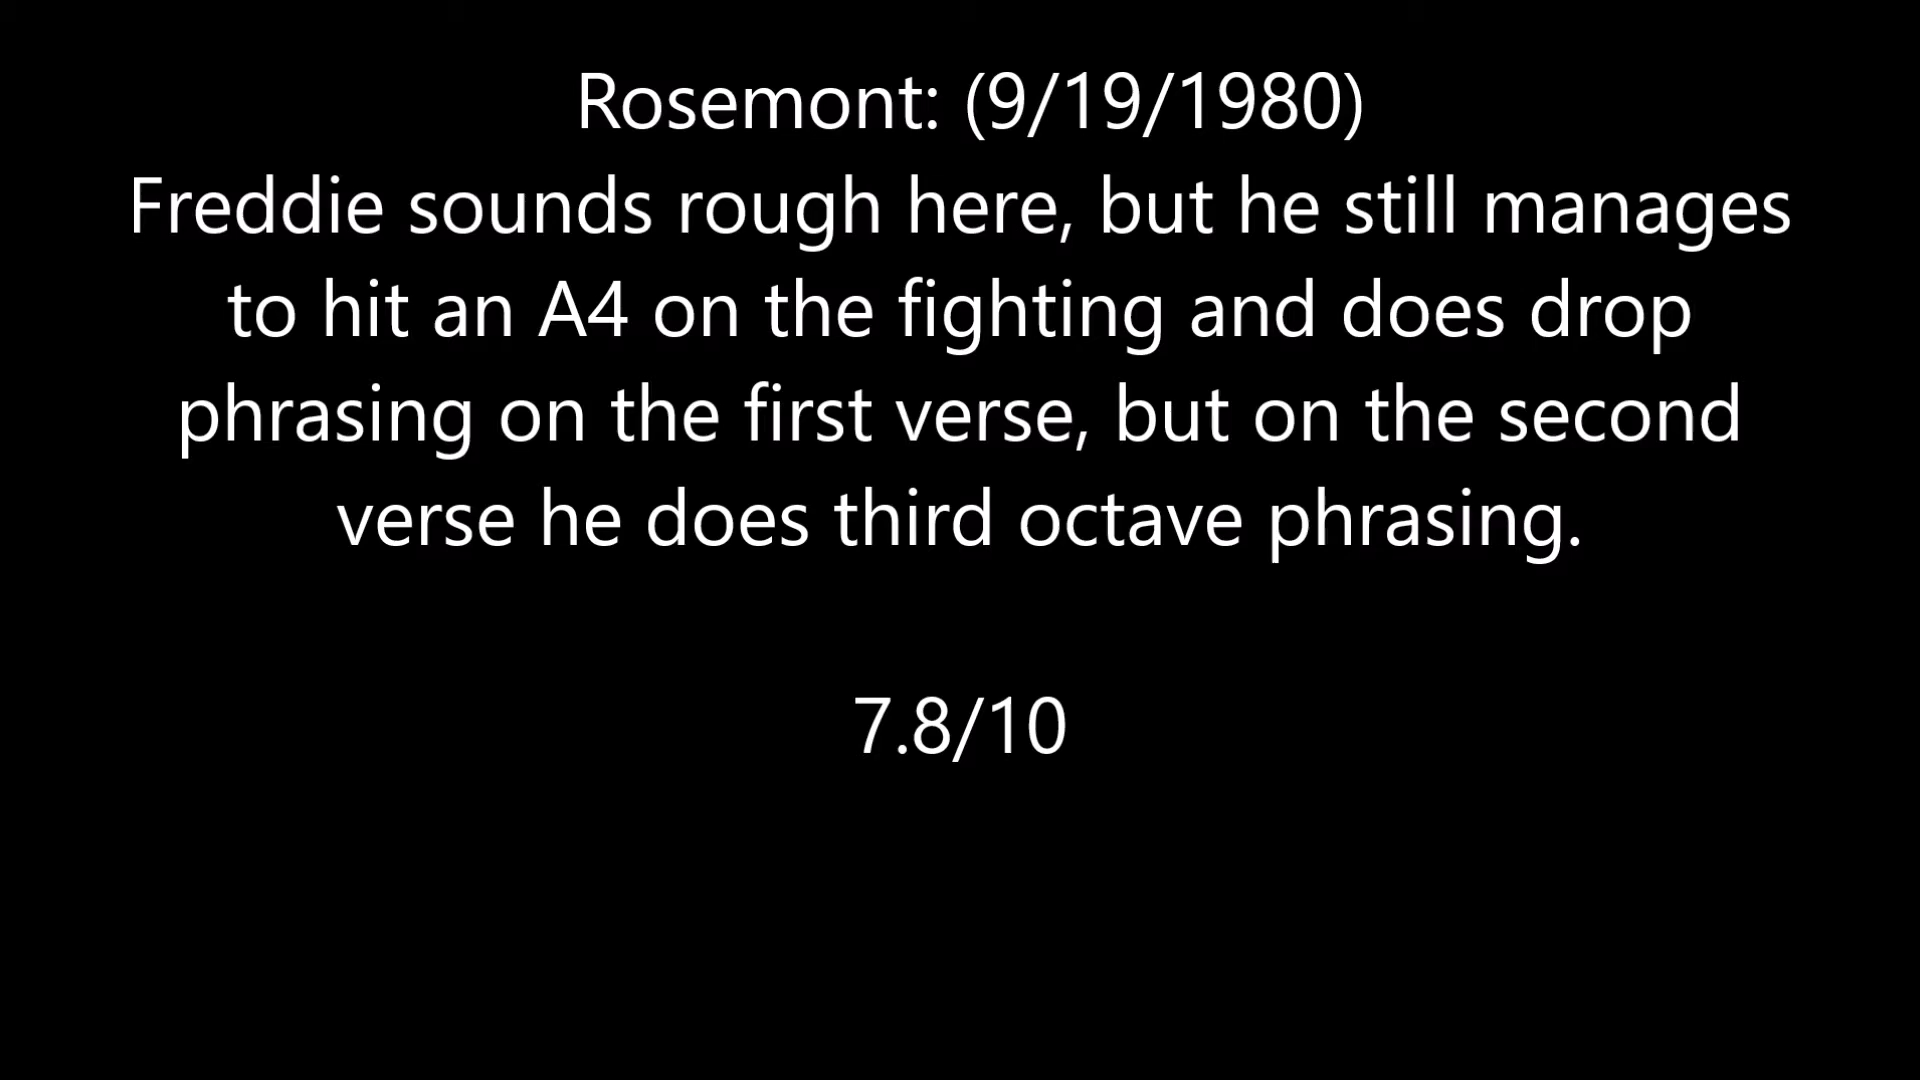 Rosemont: (9/19/1980)
Freddie sounds rough here, but he still manages
to hit an A4 on the fighting and does drop
phrasing on the first verse, but on the second
verse he does third octave phrasing.
7.8/10